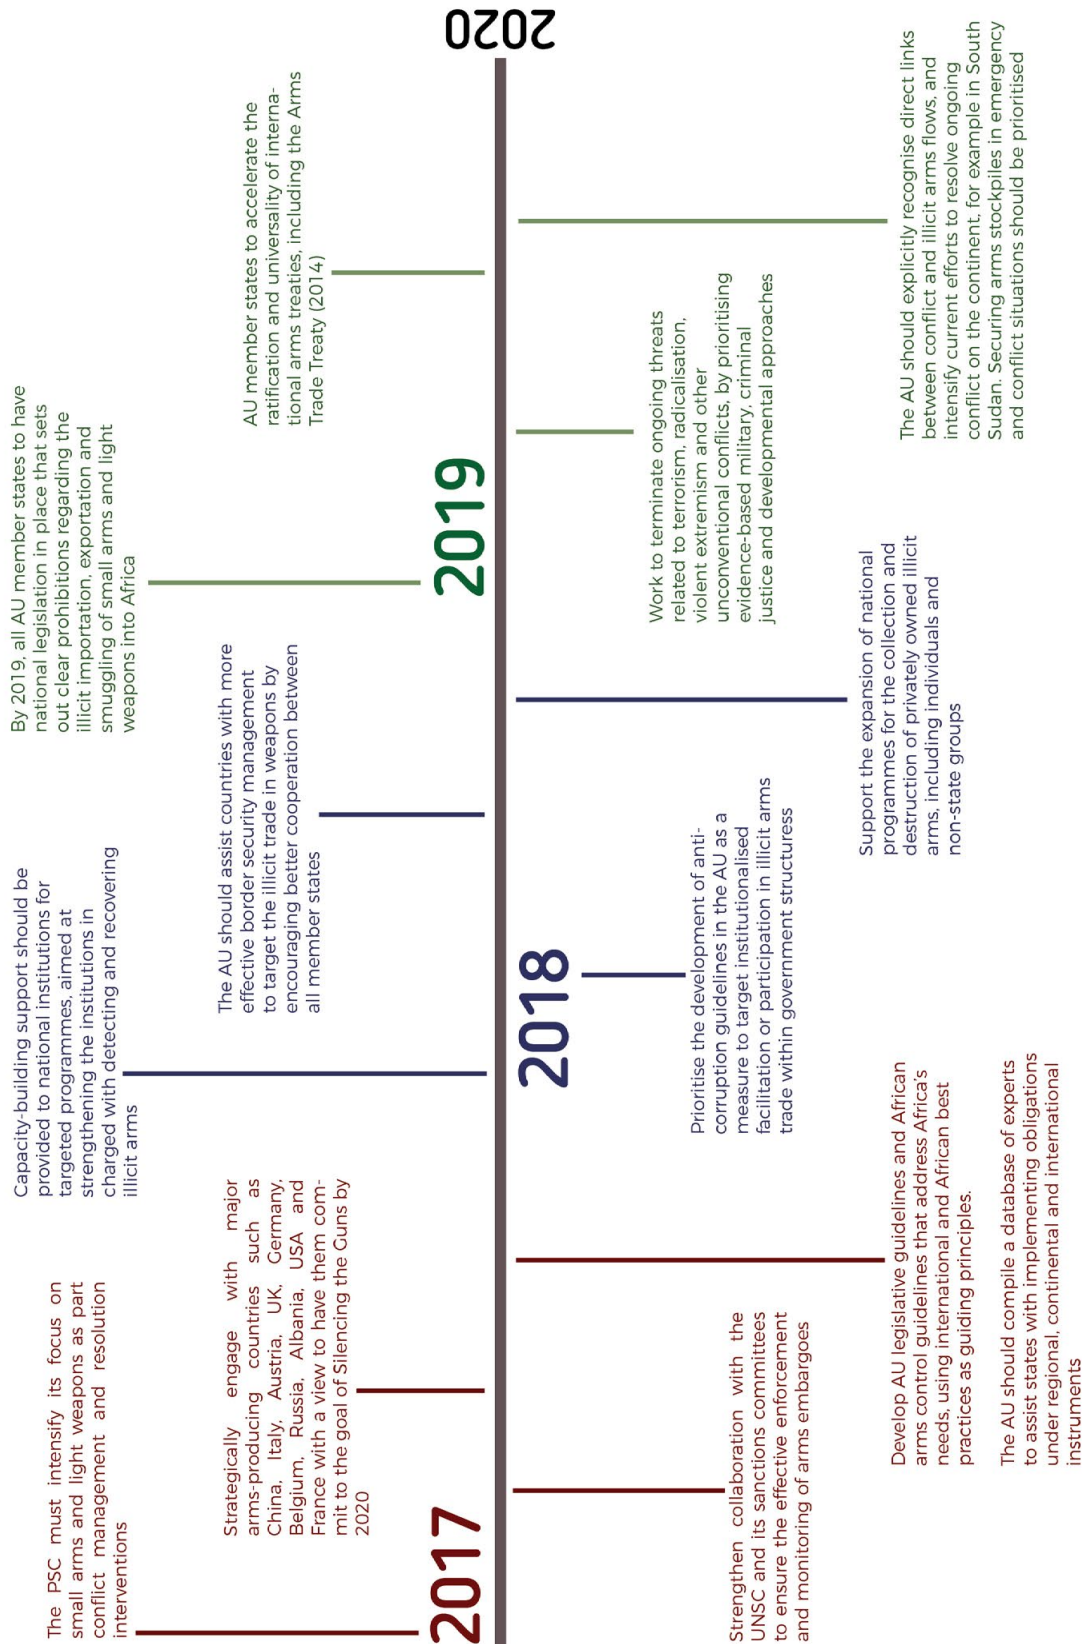 The PSC must intensify its focus on
small arms and light weapons as part
conflict management and resolution
interventions
Strategically engage with major
arms-producing countries such as
China, Italy, Austria, UK, Germany,
Belgium, Russia, Albania, USA and
France with a view to have them com-
mit to the goal of Silencing the Guns by
2020
2017
Strengthen collaboration with the
UNSC and its sanctions committees
to ensure the effective enforcement
and monitoring of arms embargoes
Develop AU legislative guidelines and African
arms control guidelines that address Africa's
needs, using international and African best
practices as guiding principles.
The AU should compile a database of experts
to assist states with implementing obligations
under regional, continental and international
instruments
Capacity-building support should be
provided to national institutions for
targeted programmes, aimed at
strengthening the institutions in
charged with detecting and recovering
illicit arms
The AU should assist countries with more
effective border security management
to target the illicit trade in weapons by
encouraging better cooperation between
all member states
2018
Prioritise the development of anti-
corruption guidelines in the AU as a
measure to target institutionalised
facilitation or participation in illicit arms
trade within government structuress
Support the expansion of national
programmes for the collection and
destruction of privately owned illicit
arms, including individuals and
non-state groups
By 2019, all AU member states to have
national legislation in place that sets
out clear prohibitions regarding the
illicit importation, exportation and
smuggling of small arms and light
weapons into Africa
AU member states to accelerate the
ratification and universality of interna-
tional arms treaties, including the Arms
Trade Treaty (2014)
2019
Work to terminate ongoing threats
related to terrorism, radicalisation,
violent extremism and other
unconventional conflicts, by prioritising
evidence-based military, criminal
justice and developmental approaches
The AU should explicitly recognise direct links
between conflict and illicit arms flows, and
intensify current efforts to resolve ongoing
conflict on the continent, for example in South
Sudan. Securing arms stockpiles in emergency
and conflict situations should be prioritised
2020